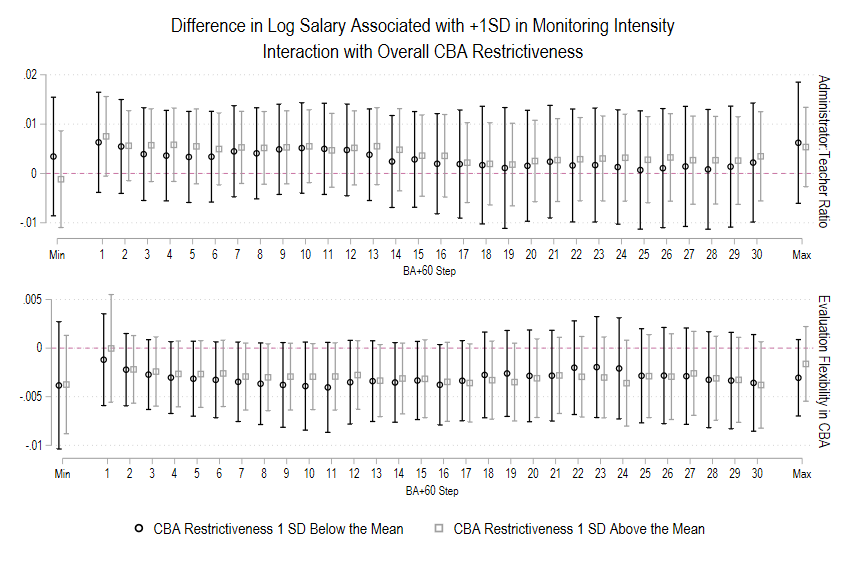 Difference in Log Salary Associated with +1SD in Monitoring Intensity
Interaction with Overall CBA Restrictiveness
.02
.01
0
-.01
Min 1 2 3 4 5 6 7 8 9 10 11 12 13 14 15 16 17 18 19 20 21 22 23 24 25 26 27 28 29 30 Max
BA+60 Step
Administrator:Teacher Ratio
.005
0
-.005
-.01
Min 1 2 3 4 5 6 7 8 9 10 11 12 13 14 15 16 17 18 19 20 21 22 23 24 25 26 27 28 29 30 Max
BA+60 Step
Evaluation Flexibility in CBA
CBA Restrictiveness 1 SD Below the Mean CBA Restrictiveness 1 SD Above the Mean